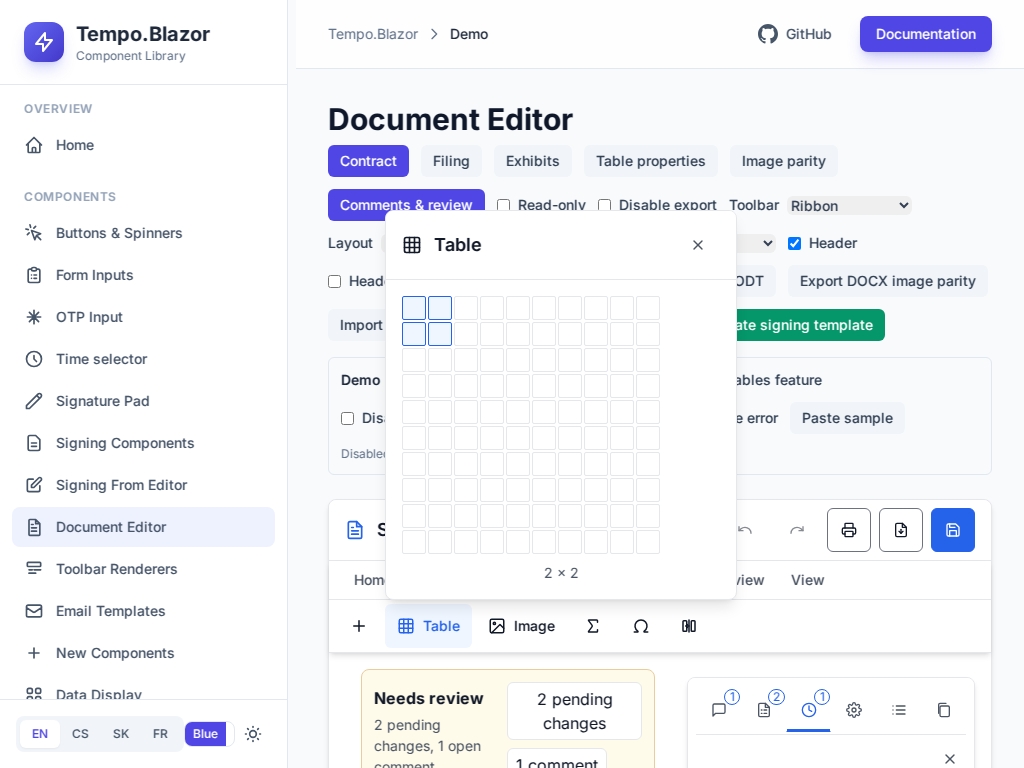 Tempo.Blazor
Component Library
OVERVIEW
Home
COMPONENTS
Buttons & Spinners
Form Inputs
OTP Input
Time selector
Signature Pad
Signing Components
Signing From Editor
Document Editor
Toolbar Renderers
Email Templates
New Components
Data Display
EN CS SK FR Blue
Tempo.Blazor Demo
GitHub
Documentation
Document Editor
Contract Filing Exhibits Table properties Image parity
Comments & review Read-only Disable export Toolbar Ribbon
Layout Header
ODT Export DOCX image parity
Import ate signing template
Demo ables feature
e error Paste sample
Disabled
Table
2 × 2
View
Table Image
Needs review
2 pending
changes, 1 open
comment
2 pending
changes
1 comment
1 2 1